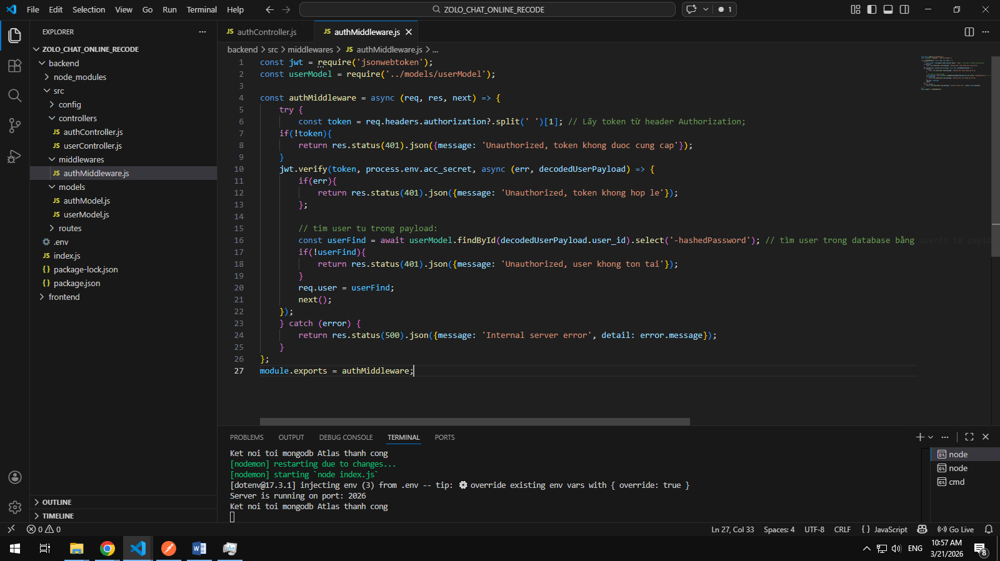 File Edit Selection View Go Run Terminal Help
ZOLO_CHAT_ONLINE_RECODE
1
EXPLORER
ZOLO_CHAT_ONLINE_RECODE
backend
node_modules
src
config
controllers
JS authController.js
JS userController.js
middlewares
JS authMiddleware.js
models
JS authModel.js
JS userModel.js
routes
.env
JS index.js
{} package-lock.json
{} package.json
frontend
OUTLINE
TIMELINE
JS authController.js
JS authMiddleware.js
backend > src > middlewares > JS authMiddleware.js > ...
1 const jwt = require('jsonwebtoken');
2 const userModel = require('../models/userModel');
3
4 const authMiddleware = async (req, res, next) => {
5 try {
6 const token = req.headers.authorization?.split(' ')[1]; // Lấy token từ header Authorization;
7 if(!token){
8 return res.status(401).json({message: 'Unauthorized, token khong duoc cung cap'});
9 }
10 jwt.verify(token, process.env.acc_secret, async (err, decodedUserPayload) => {
11 if(err){
12 return res.status(401).json({message: 'Unauthorized, token khong hop le'});
13 };
14
15 // tim user tu trong payload:
16 const userFind = await userModel.findById(decodedUserPayload.user_id).select('-hashedPassword'); // tìm user trong database bằng userId từ
17 if(!userFind){
18 return res.status(401).json({message: 'Unauthorized, user khong ton tai'});
19 }
20 req.user = userFind;
21 next();
22 });
23 } catch (error) {
24 return res.status(500).json({message: 'Internal server error', detail: error.message});
25 }
26 };
27 module.exports = authMiddleware;
PROBLEMS OUTPUT DEBUG CONSOLE TERMINAL PORTS
Ket noi toi mongodb Atlas thanh cong
[nodemon] restarting due to changes...
[nodemon] starting `node index.js`
[dotenv@17.3.1] injecting env (3) from .env -- tip: ⚙️ override existing env vars with { override: true }
Server is running on port: 2026
Ket noi toi mongodb Atlas thanh cong
node
node
cmd
0 0
Ln 27, Col 33 Spaces: 4 UTF-8 CRLF {} JavaScript Go Live
ENG
10:57 AM
3/21/2026
8